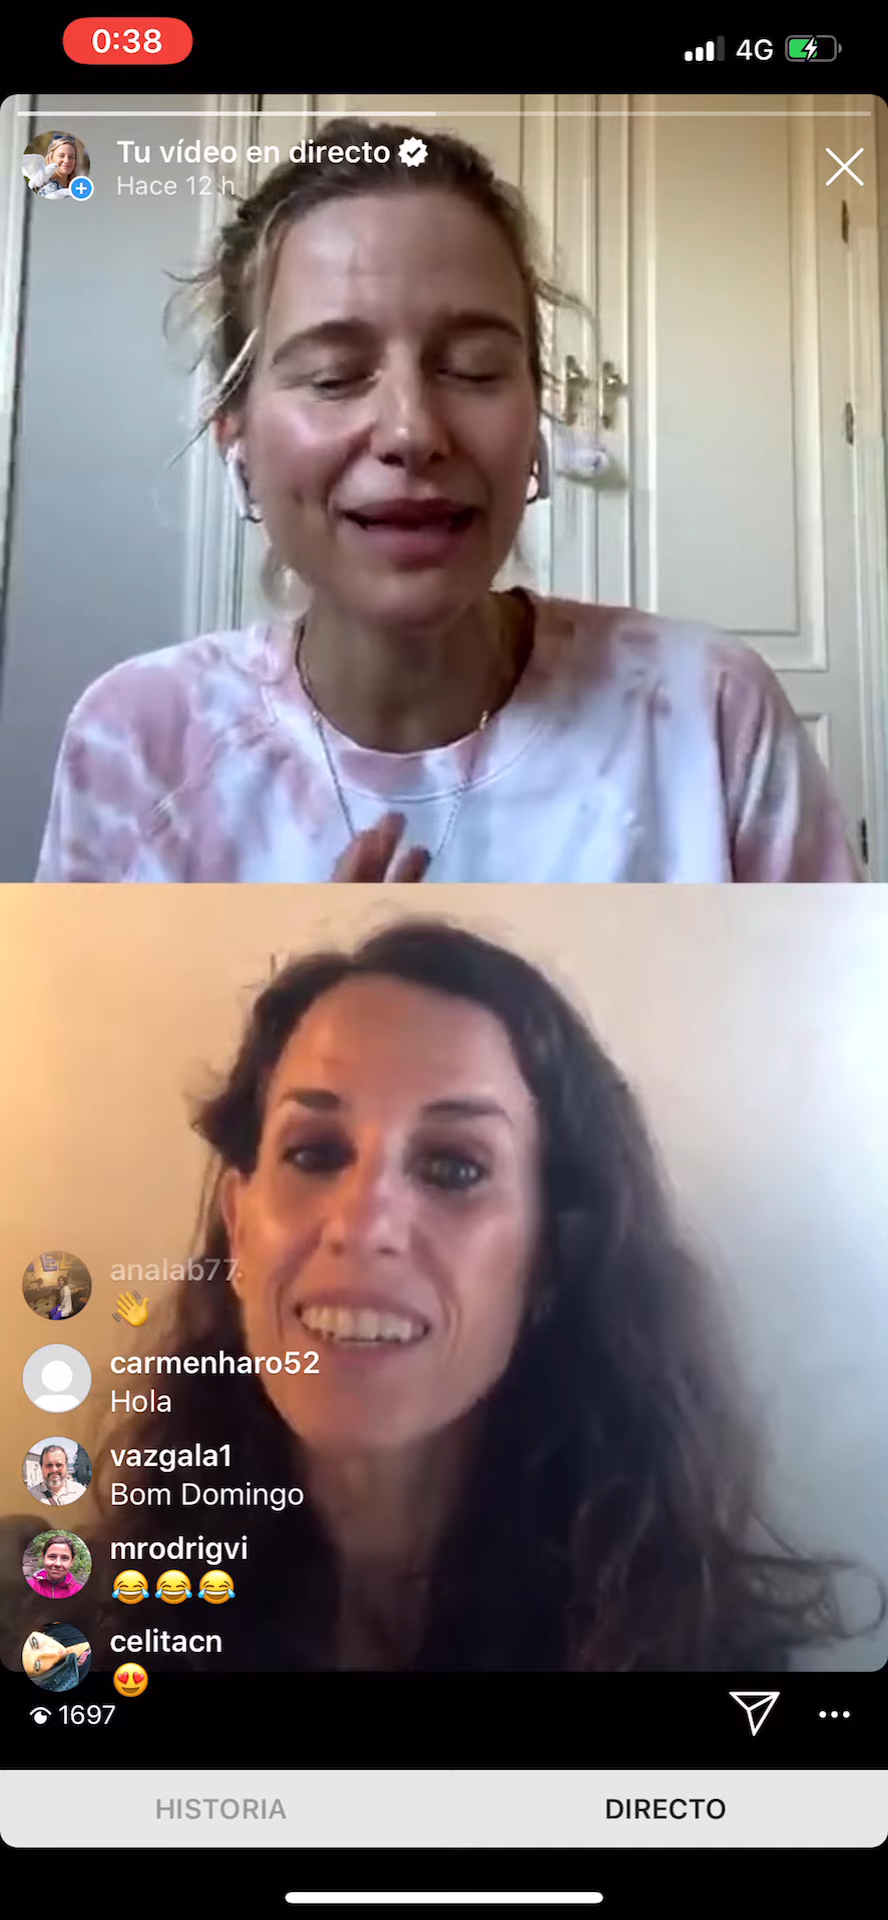 0:38
4G
Tu vídeo en directo
Hace 12 h
analab77
👋
carmenharo52
Hola
vazgala1
Bom Domingo
mrodrigvi
😂😂😂
celitacn
😍
1697
HISTORIA
DIRECTO